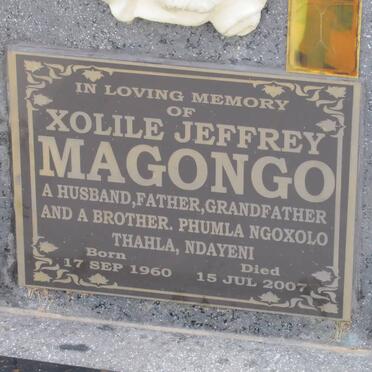 IN LOVING MEMORY
OF
XOLILE JEFFREY
MAGONGO
A HUSBAND, FATHER, GRANDFATHER
AND A BROTHER. PHUMLA NGOXOLO
THAHLA, NDAYENI
Born Died
17 SEP 1960 15 JUL 2007